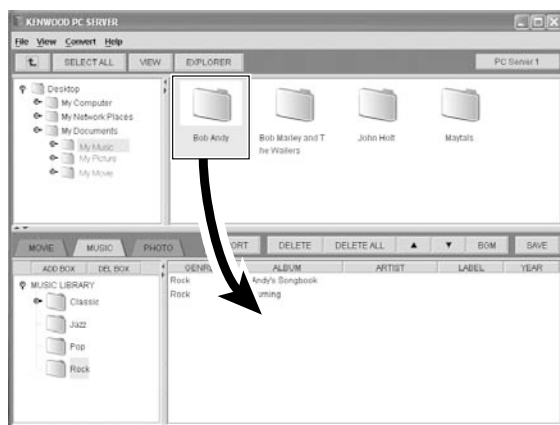 KENWOOD PC SERVER
File View Convert Help
SELECT ALL VIEW EXPLORER PC Server 1
Desktop
My Computer
My Network Places
My Documents
My Music
My Picture
My Movie
Bob Andy
Bob Marley and T
he Wailers
John Holt
Maytals
MOVIE MUSIC PHOTO DELETE DELETE ALL BGM SAVE
ADD BOX DEL BOX
MUSIC LIBRARY
Classic
Jazz
Pop
Rock
GENRE ALBUM ARTIST LABEL YEAR
Rock Andy's Songbook
Rock